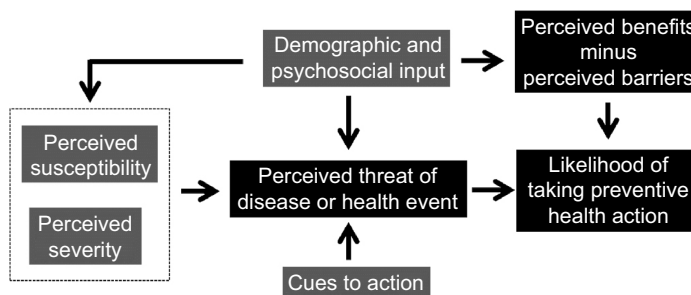 Demographic and
psychosocial input
Perceived benefits
minus
perceived barriers
Perceived
susceptibility
Perceived
severity
Perceived threat of
disease or health event
Likelihood of
taking preventive
health action
Cues to action